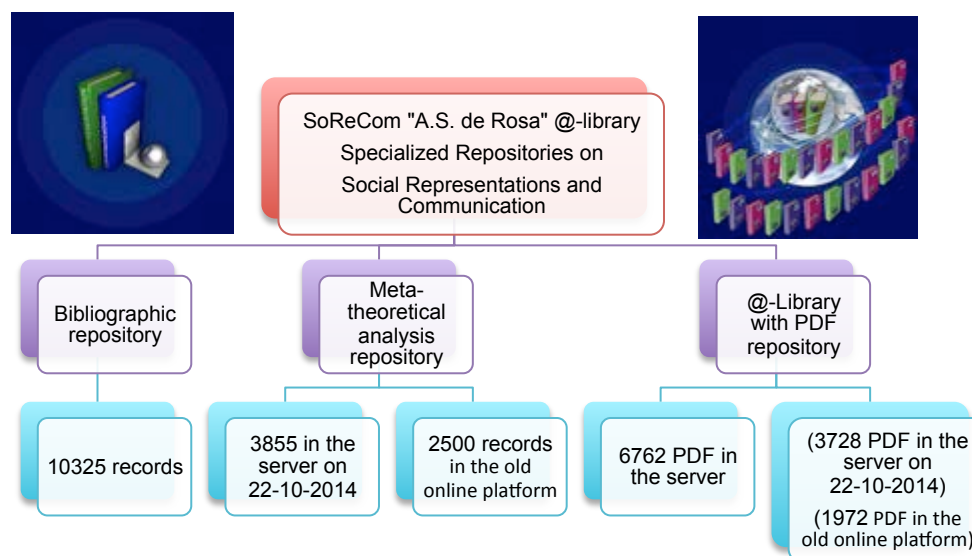 SoReCom "A.S. de Rosa" @-library
Specialized Repositories on
Social Representations and
Communication
Bibliographic
repository
Meta-
theoretical
analysis
repository
@-Library
with PDF
repository
10325 records
3855 in the
server on
22-10-2014
2500 records
in the old
online platform
6762 PDF in
the server
(3728 PDF in the
server on
22-10-2014)
(1972 PDF in the
old online platform)